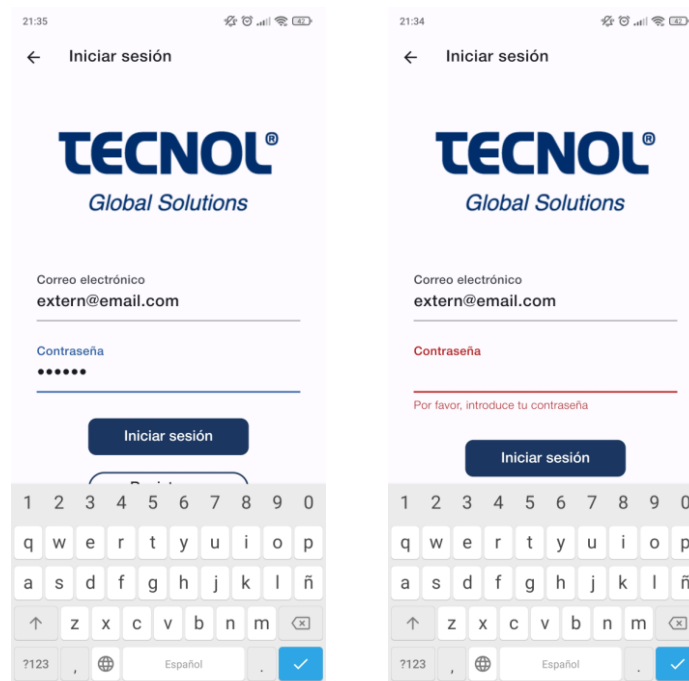 21:35
42
Iniciar sesión
TECNOL®
Global Solutions
Correo electrónico
extern@email.com
Contraseña
••••••
Iniciar sesión
1 2 3 4 5 6 7 8 9 0
q w e r t y u i o p
a s d f g h j k l ñ
z x c v b n m
?123 , Español .
21:34
42
Iniciar sesión
TECNOL®
Global Solutions
Correo electrónico
extern@email.com
Contraseña
Por favor, introduce tu contraseña
Iniciar sesión
1 2 3 4 5 6 7 8 9 0
q w e r t y u i o p
a s d f g h j k l ñ
z x c v b n m
?123 , Español .